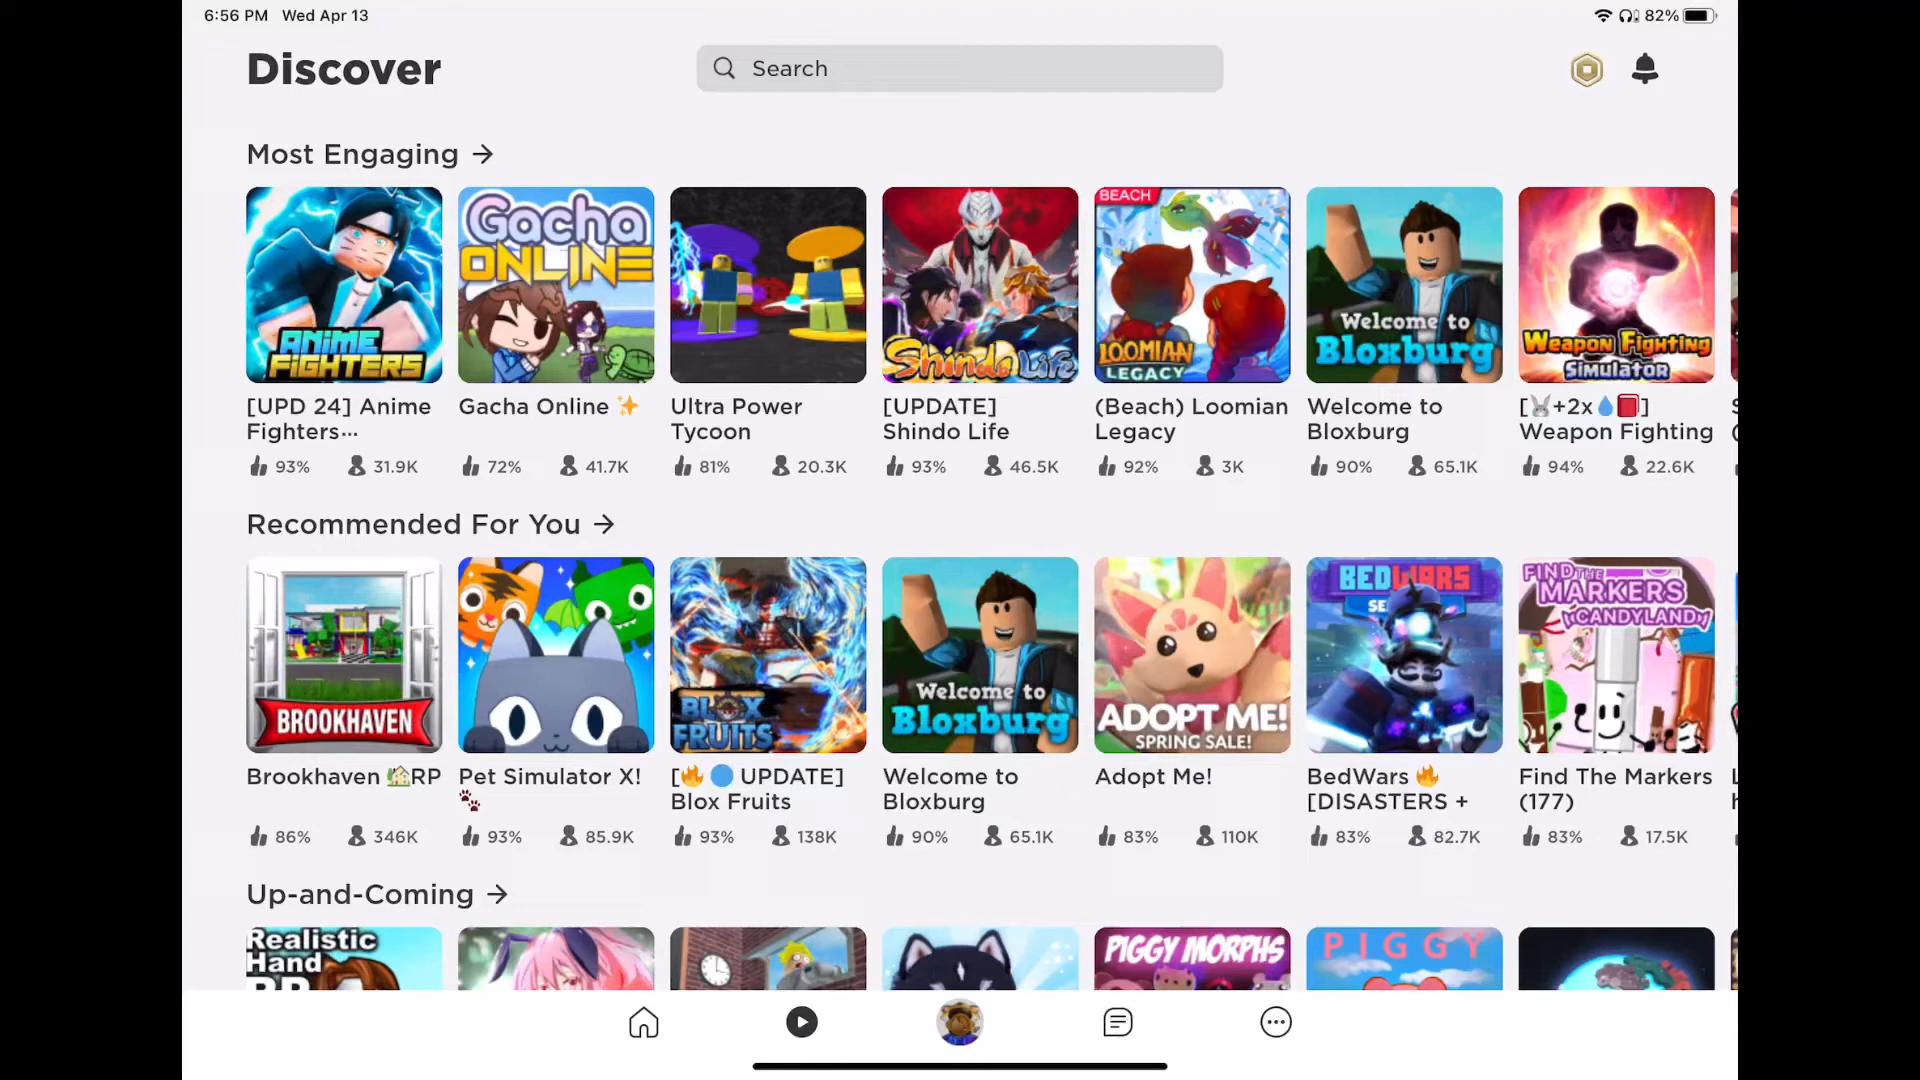 6:56 PM Wed Apr 13
82%
Discover
Search
Most Engaging →
Gacha
ONLINE
ANIME
FIGHTERS
Shindo Life
BEACH
LOOMIAN
LEGACY
Welcome to
Bloxburg
Weapon Fighting
SIMULATOR
[UPD 24] Anime
Fighters...
Gacha Online ✨
Ultra Power
Tycoon
[UPDATE]
Shindo Life
(Beach) Loomian
Legacy
Welcome to
Bloxburg
[🐰+2x💧📕]
Weapon Fighting
93% 31.9K
72% 41.7K
81% 20.3K
93% 46.5K
92% 3K
90% 65.1K
94% 22.6K
Recommended For You →
BROOKHAVEN
BLOX
FRUITS
Welcome to
Bloxburg
ADOPT ME!
SPRING SALE!
BEDWARS
FIND THE
MARKERS
CANDYLAND
Brookhaven 🏡RP
Pet Simulator X!
🐾
[🔥🔵 UPDATE]
Blox Fruits
Welcome to
Bloxburg
Adopt Me!
BedWars 🔥
[DISASTERS +
Find The Markers
(177)
86% 346K
93% 85.9K
93% 138K
90% 65.1K
83% 110K
83% 82.7K
83% 17.5K
Up-and-Coming →
Realistic
Hand
RP
PIGGY MORPHS
PIGGY